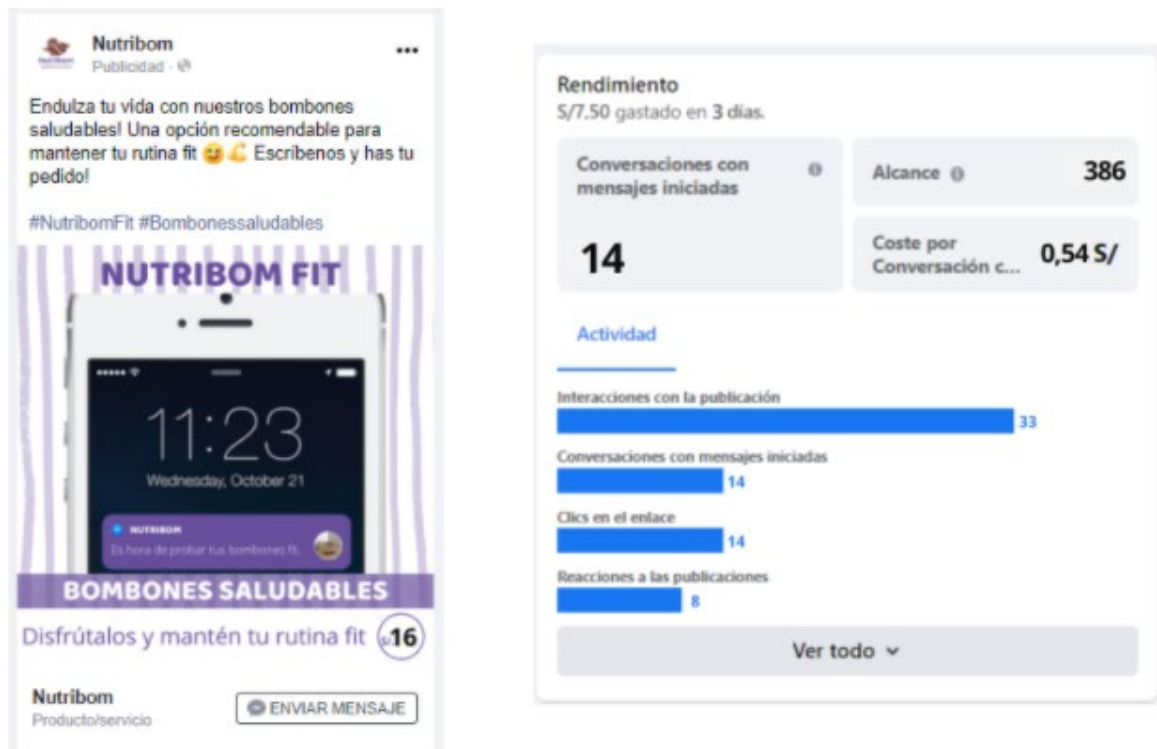 Nutribom
Publicidad ·
Endulza tu vida con nuestros bombones
saludables! Una opción recomendable para
mantener tu rutina fit 😋💪 Escríbenos y has tu
pedido!
#NutribomFit #Bombonessaludables
NUTRIBOM FIT
11:23
Wednesday, October 21
NUTRIBOM
Es hora de probar tus bombones fit.
BOMBONES SALUDABLES
Disfrútalos y mantén tu rutina fit S/16
Nutribom
Producto/servicio
ENVIAR MENSAJE
Rendimiento
S/7.50 gastado en 3 días.
Conversaciones con
mensajes iniciadas
14
Alcance 386
Coste por
Conversación c... 0,54 S/
Actividad
Interacciones con la publicación
33
Conversaciones con mensajes iniciadas
14
Clics en el enlace
14
Reacciones a las publicaciones
8
Ver todo